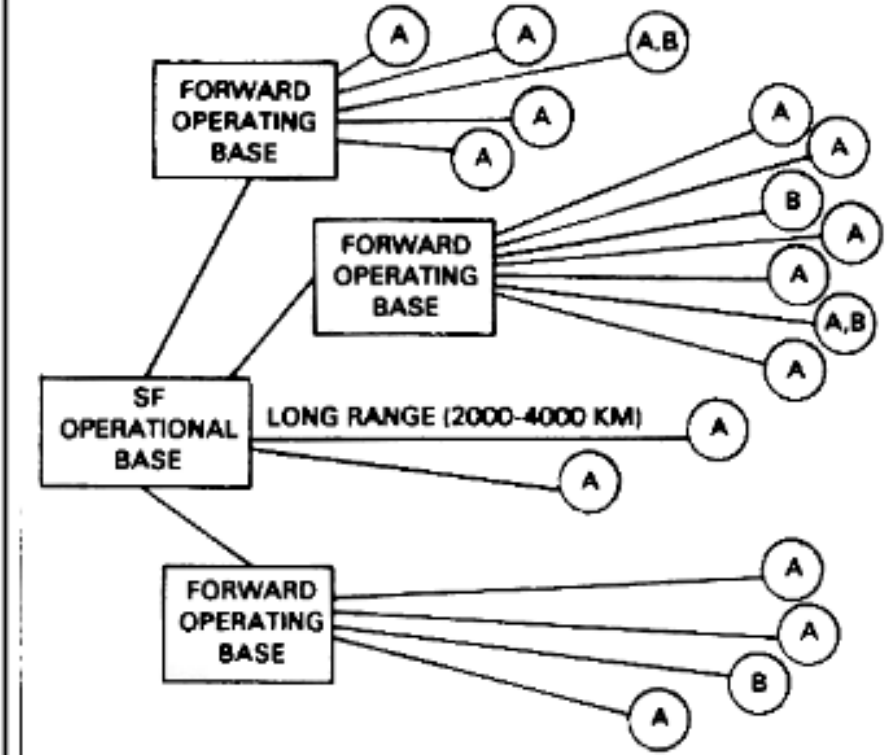 A
A
A,B
FORWARD
OPERATING
BASE
A
A
A
A
B
FORWARD
OPERATING
BASE
A
A
A,B
A
SF
OPERATIONAL
BASE
LONG RANGE (2000-4000 KM)
A
A
FORWARD
OPERATING
BASE
A
A
B
A